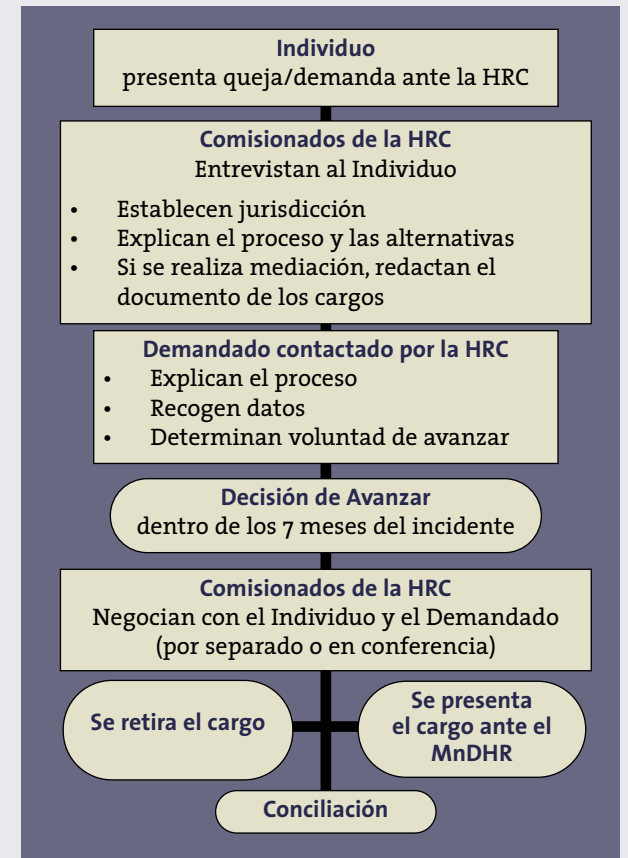 Individuo
presenta queja/demanda ante la HRC
Comisionados de la HRC
Entrevistan al Individuo
• Establecen jurisdicción
• Explican el proceso y las alternativas
• Si se realiza mediación, redactan el
documento de los cargos
Demandado contactado por la HRC
• Explican el proceso
• Recogen datos
• Determinan voluntad de avanzar
Decisión de Avanzar
dentro de los 7 meses del incidente
Comisionados de la HRC
Negocian con el Individuo y el Demandado
(por separado o en conferencia)
Se retira el cargo
Se presenta
el cargo ante el
MnDHR
Conciliación